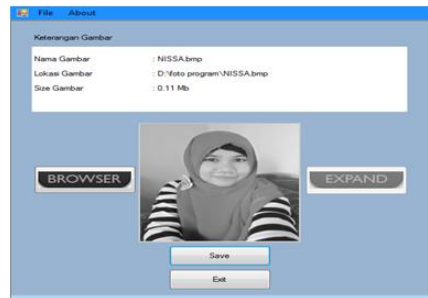 File About
Keterangan Gambar
Nama Gambar : NISSA.bmp
Lokasi Gambar : D:\foto program\NISSA.bmp
Size Gambar : 0.11 Mb
BROWSER
EXPAND
Save
Exit